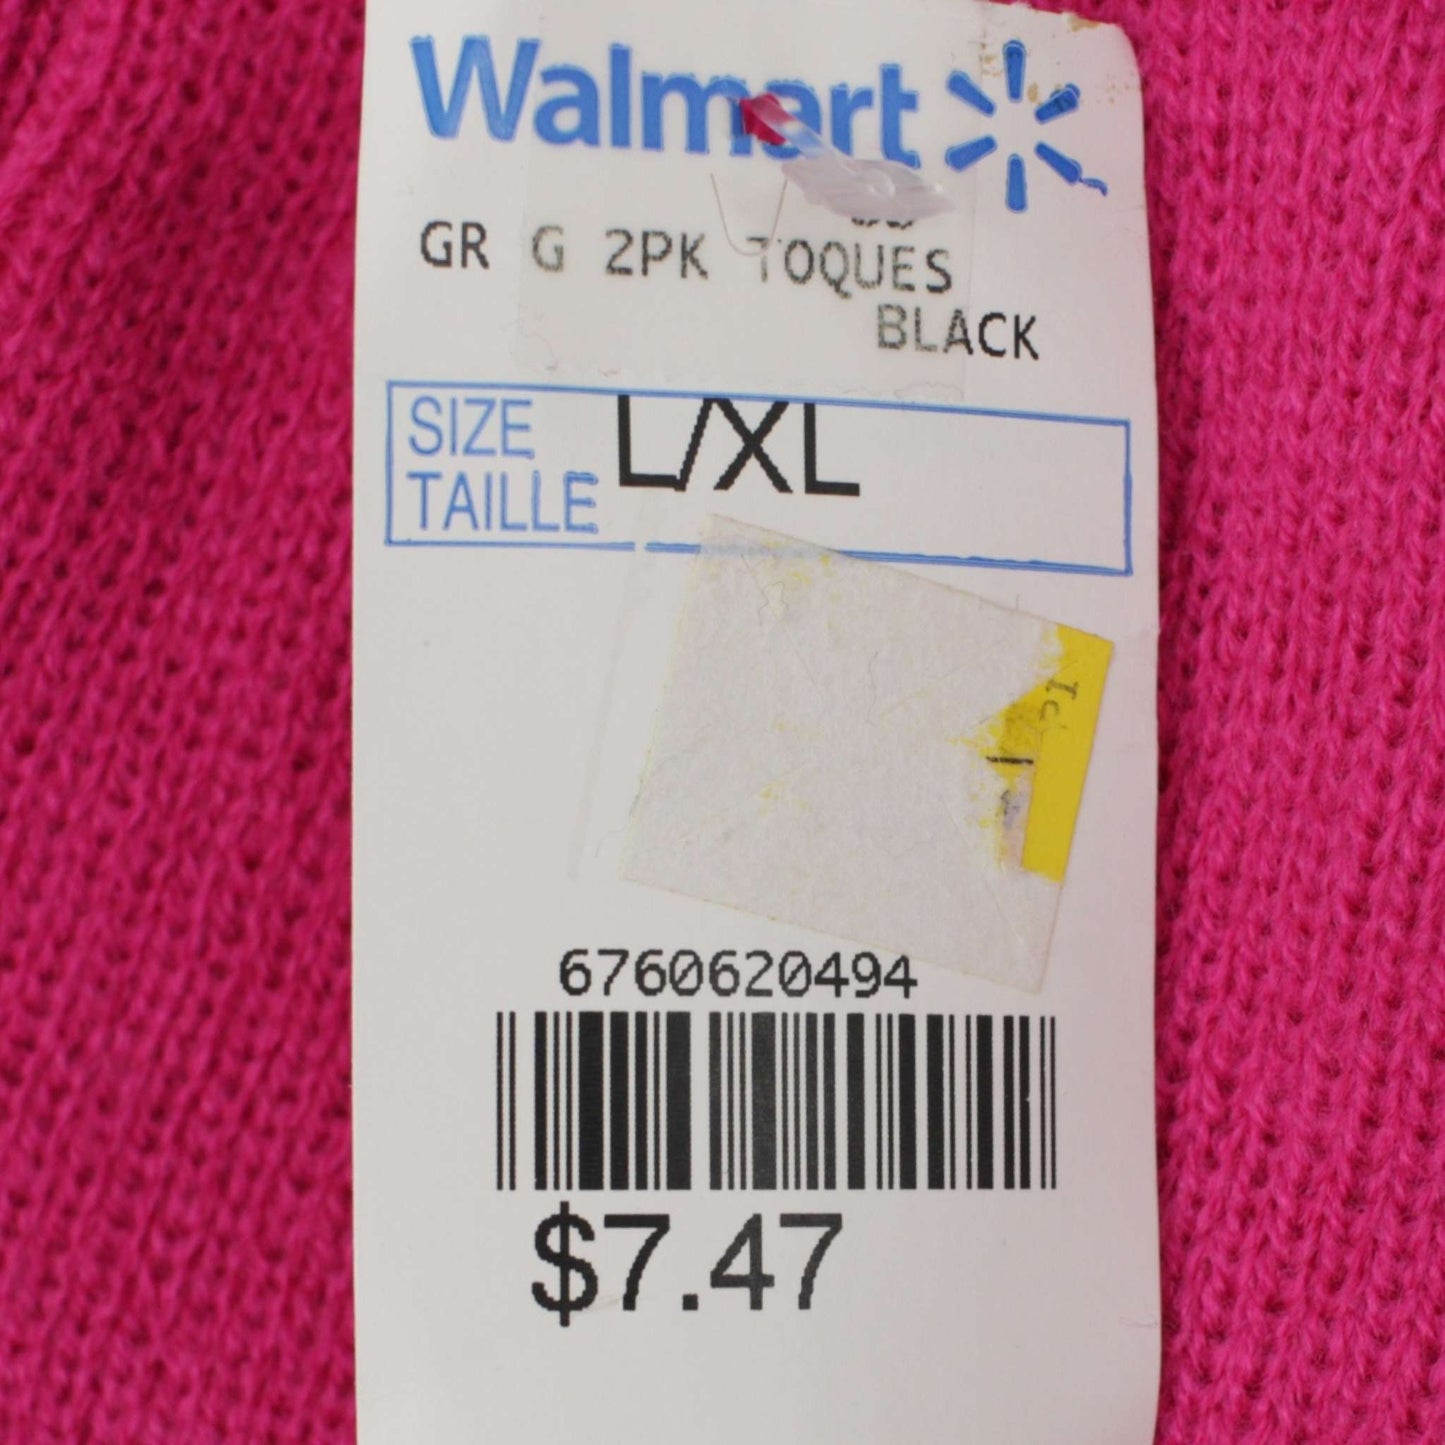 Walmart
GR G 2PK TOQUES
BLACK
SIZE
TAILLE
L/XL
6760620494
$7.47